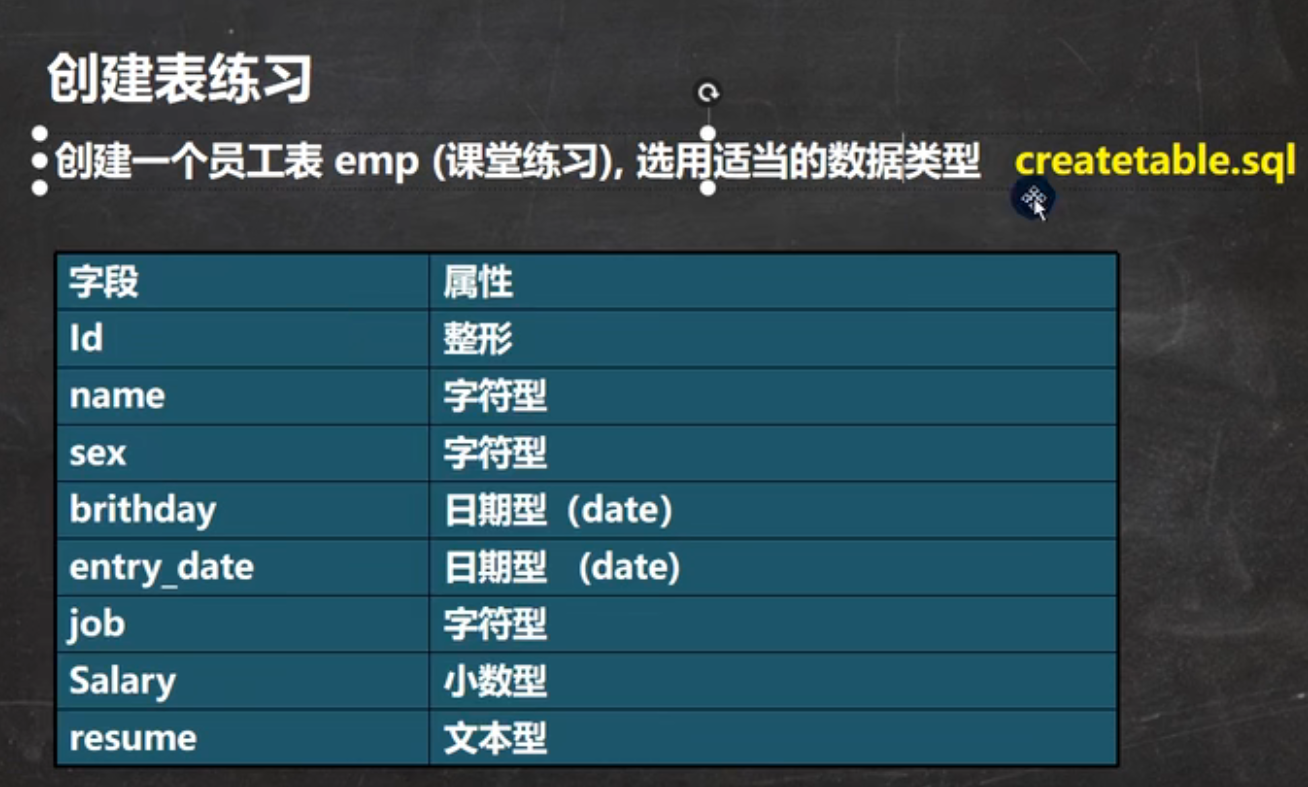 创建表练习
创建一个员工表 emp (课堂练习), 选用适当的数据类型 createtable.sql
字段 属性
Id 整形
name 字符型
sex 字符型
brithday 日期型（date）
entry_date 日期型 （date)
job 字符型
Salary 小数型
resume 文本型